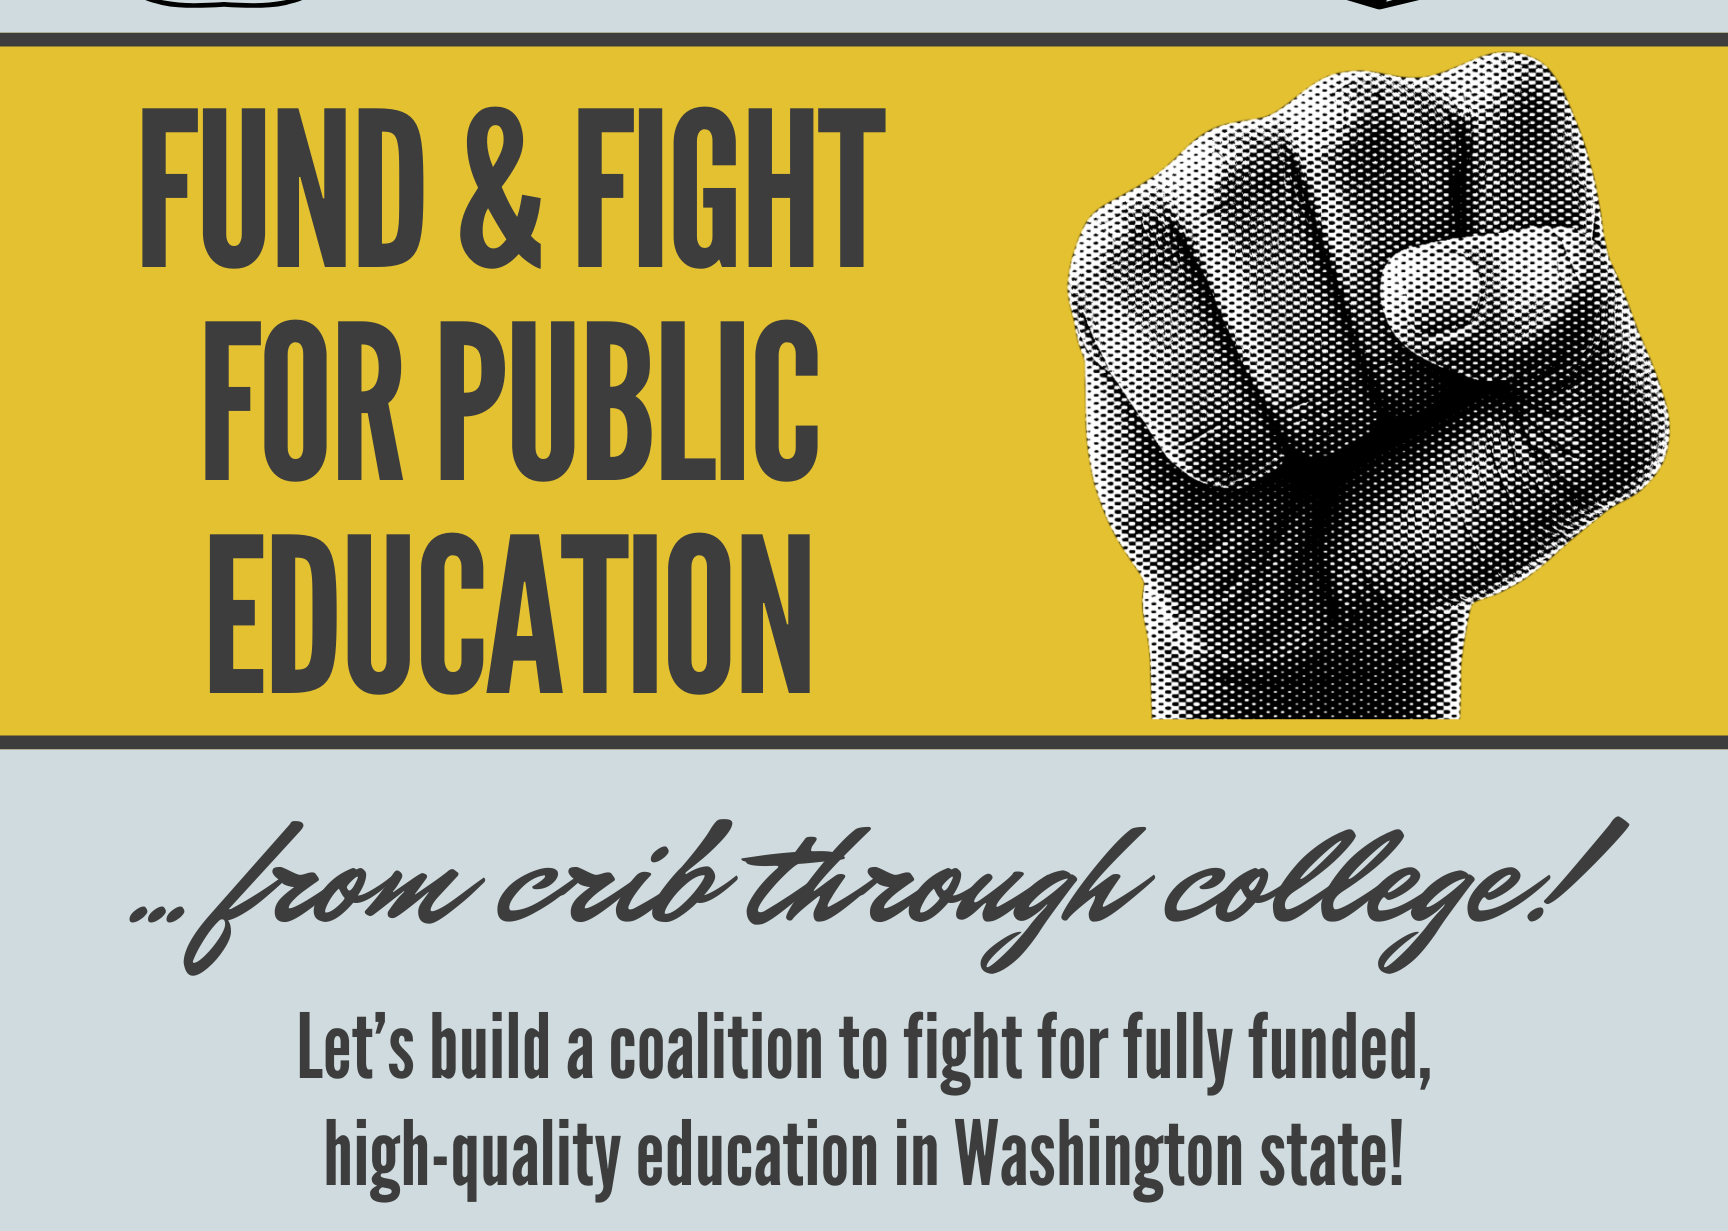 FUND & FIGHT
FOR PUBLIC
EDUCATION
...from crib through college!
Let’s build a coalition to fight for fully funded,
high-quality education in Washington state!